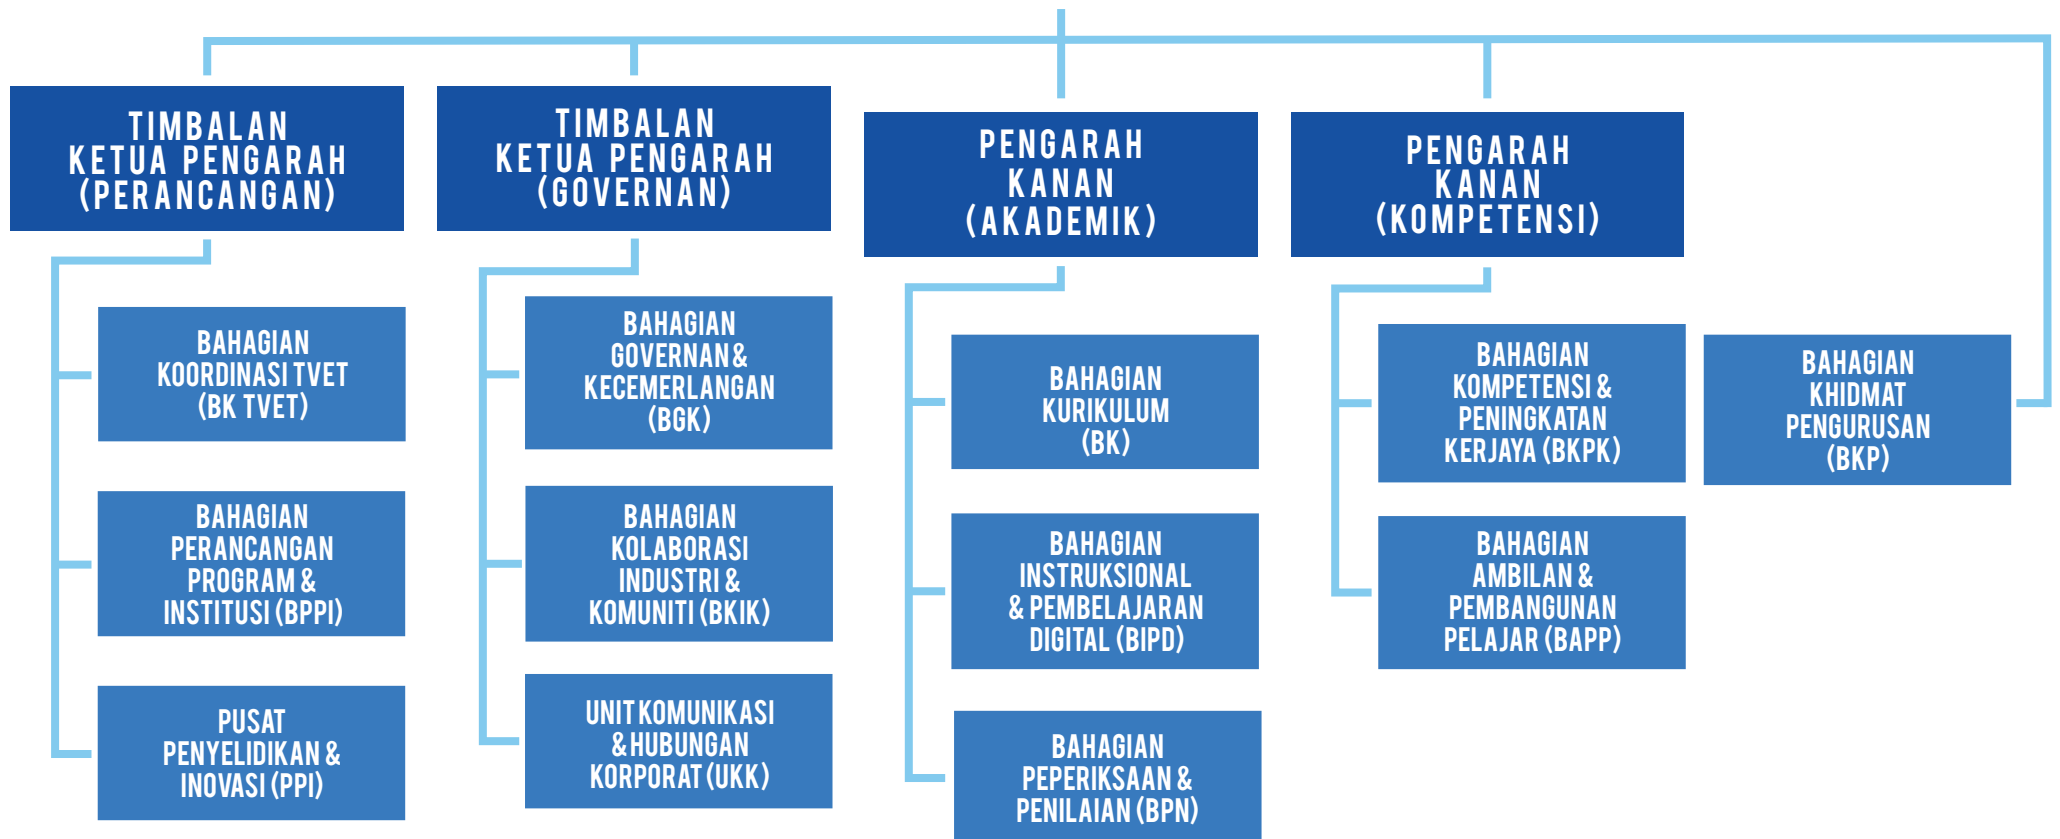 TIMBALAN
KETUA PENGARAH
(PERANCANGAN)
BAHAGIAN
KOORDINASI TVET
(BK TVET)
BAHAGIAN
PERANCANGAN
PROGRAM &
INSTITUSI (BPPI)
PUSAT
PENYELIDIKAN &
INOVASI (PPI)
TIMBALAN
KETUA PENGARAH
(GOVERNAN)
BAHAGIAN
GOVERNAN &
KECEMERLANGAN
(BGK)
BAHAGIAN
KOLABORASI
INDUSTRI &
KOMUNITI (BKIK)
UNIT KOMUNIKASI
& HUBUNGAN
KORPORAT (UKK)
PENGARAH
KANAN
(AKADEMIK)
BAHAGIAN
KURIKULUM
(BK)
BAHAGIAN
INSTRUKSIONAL
& PEMBELAJARAN
DIGITAL (BIPD)
BAHAGIAN
PEPERIKSAAN &
PENILAIAN (BPN)
PENGARAH
KANAN
(KOMPETENSI)
BAHAGIAN
KOMPETENSI &
PENINGKATAN
KERJAYA (BKPK)
BAHAGIAN
AMBILAN &
PEMBANGUNAN
PELAJAR (BAPP)
BAHAGIAN
KHIDMAT
PENGURUSAN
(BKP)